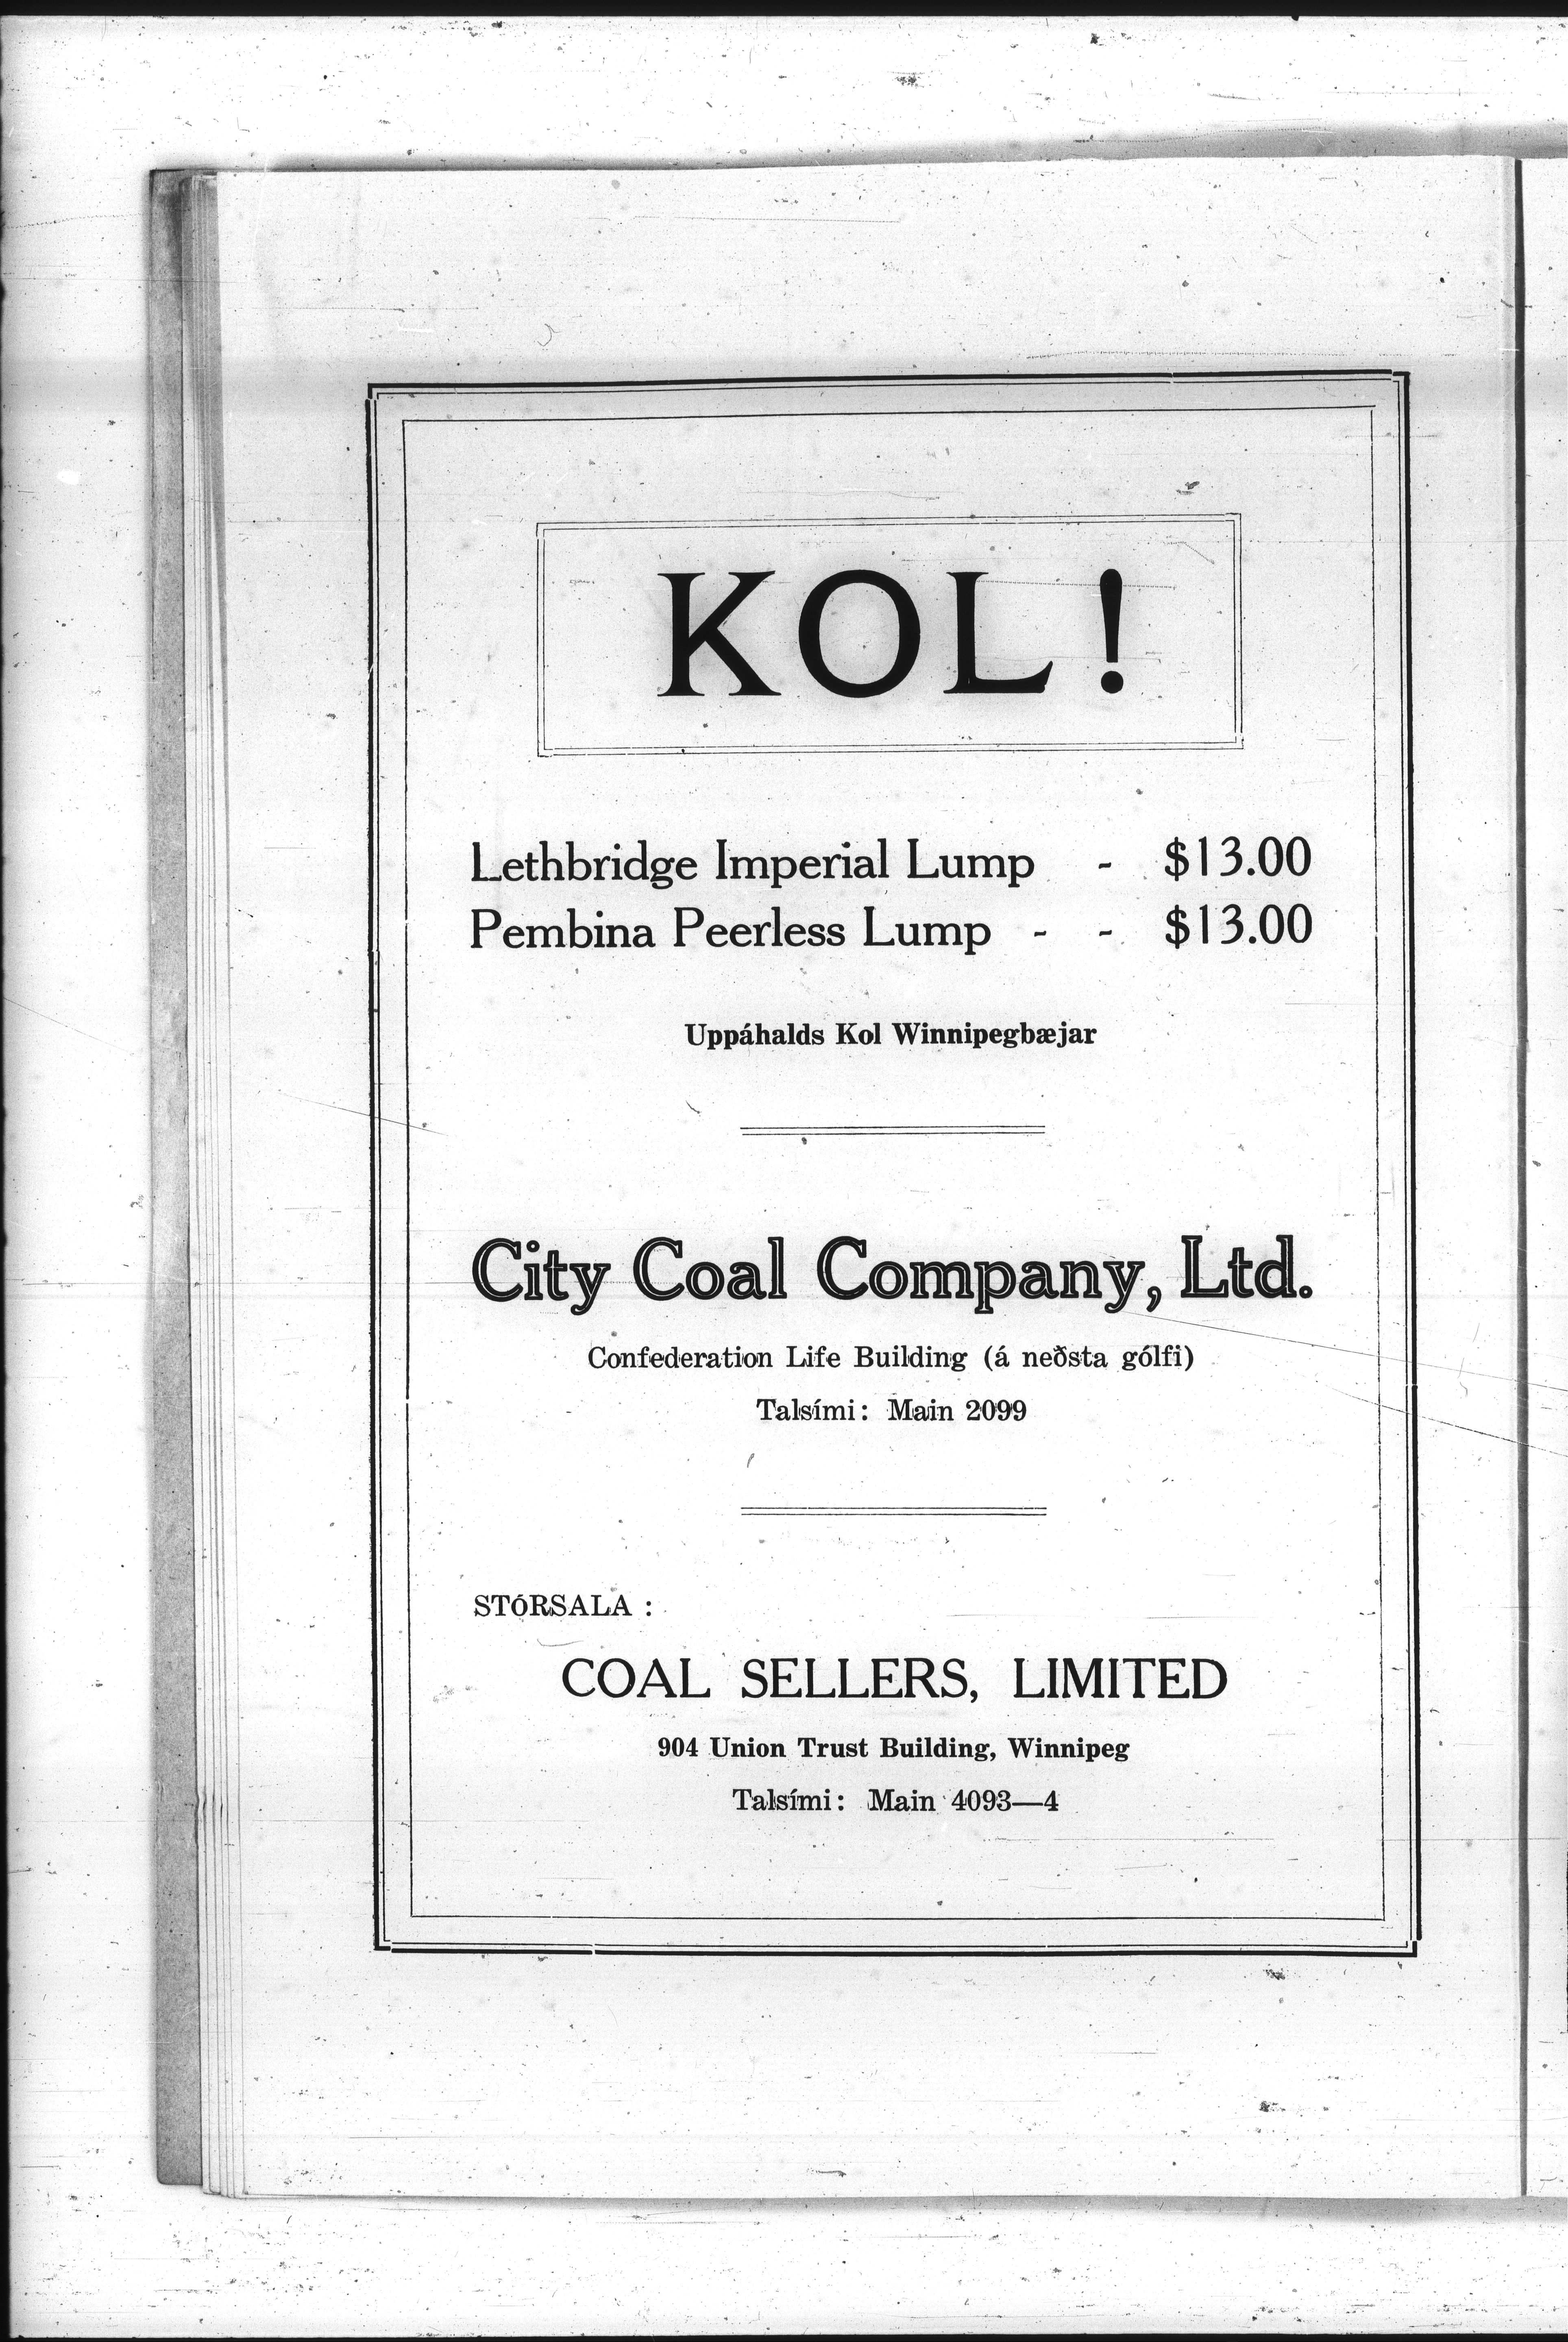 KOL!
Lethbridge Imperial Lump - $13.00
Pembina Peerless Lump - - $13.00
Uppáhalds Kol Winnipegbæjar
City Coal Company, Ltd.
Confederation Life Building (á neðsta gólfi)
Talsími: Main 2099
STÓRSALA :
COAL SELLERS, LIMITED
904 Union Trust Building, Winnipeg
Talsími: Main 4093—4